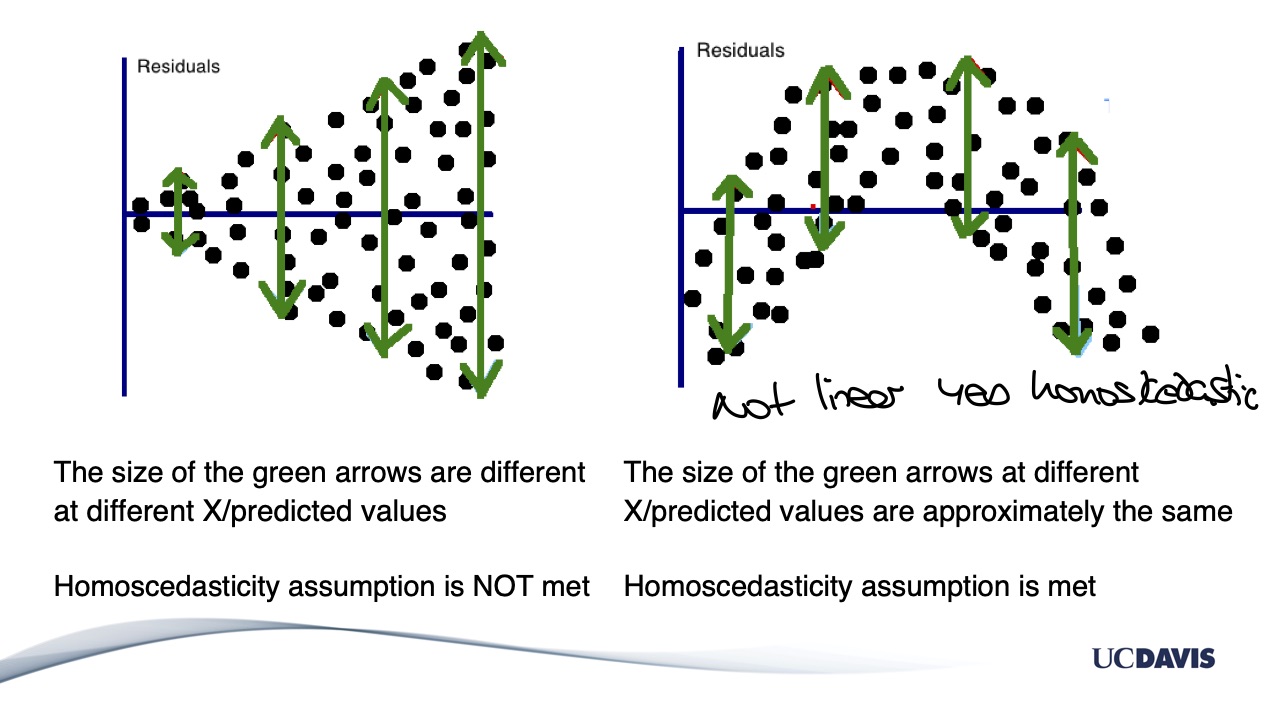 Residuals
The size of the green arrows are different
at different X/predicted values
Homoscedasticity assumption is NOT met
Residuals
not linear yes homoskedastic
The size of the green arrows at different
X/predicted values are approximately the same
Homoscedasticity assumption is met
UCDAVIS